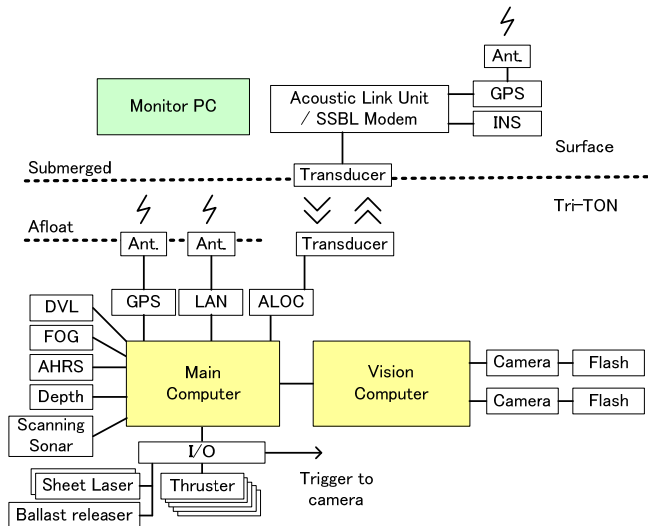 Ant.
Monitor PC
Acoustic Link Unit
/ SSBL Modem
GPS
INS
Surface
Submerged
Transducer
Tri-TON
Afloat
Ant.
Ant.
Transducer
GPS
LAN
ALOC
DVL
FOG
AHRS
Depth
Scanning
Sonar
Main
Computer
Vision
Computer
Camera
Flash
Camera
Flash
I/O
Sheet Laser
Thruster
Trigger to
camera
Ballast releaser